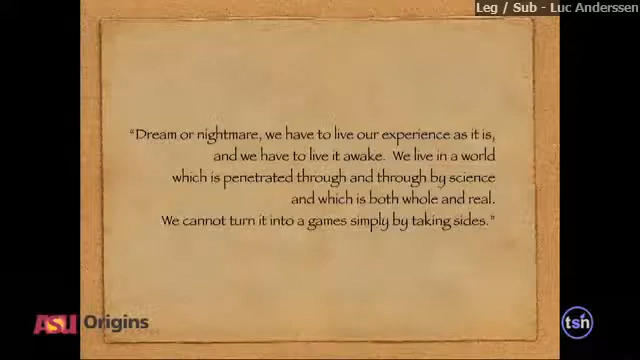 Leg / Sub - Luc Anderssen
“Dream or nightmare, we have to live our experience as it is,
and we have to live it awake.  We live in a world
which is penetrated through and through by science
and which is both whole and real.
We cannot turn it into a games simply by taking sides.”
ASU Origins
tsn